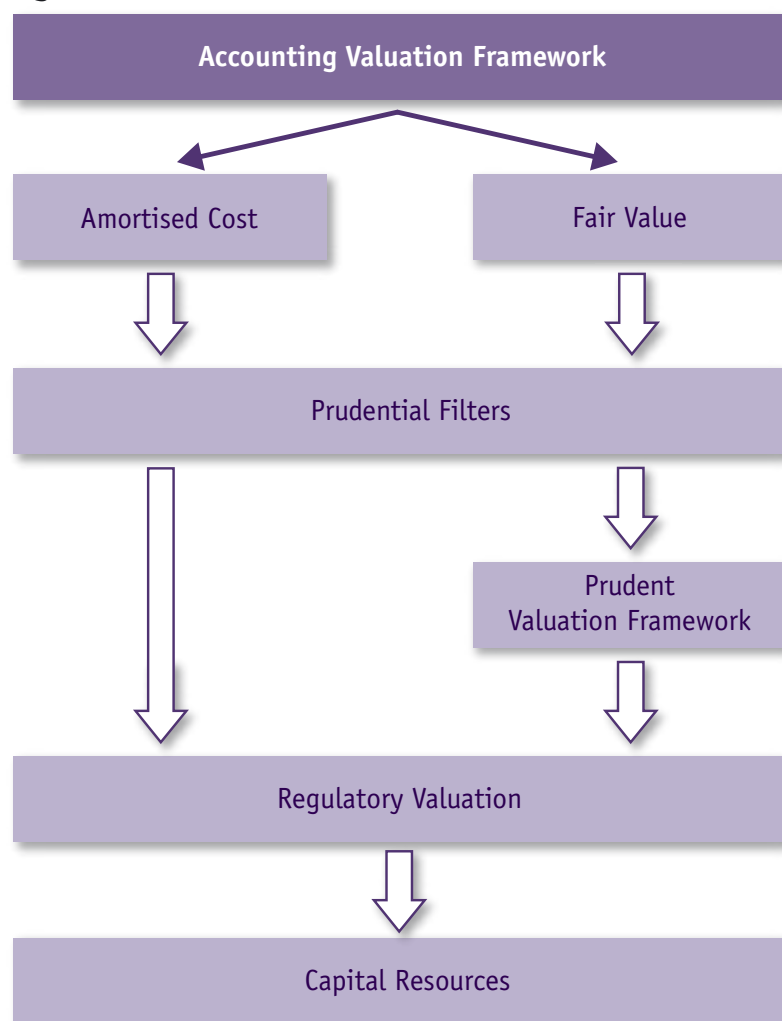 Accounting Valuation Framework
Amortised Cost
Fair Value
Prudential Filters
Prudent
Valuation Framework
Regulatory Valuation
Capital Resources